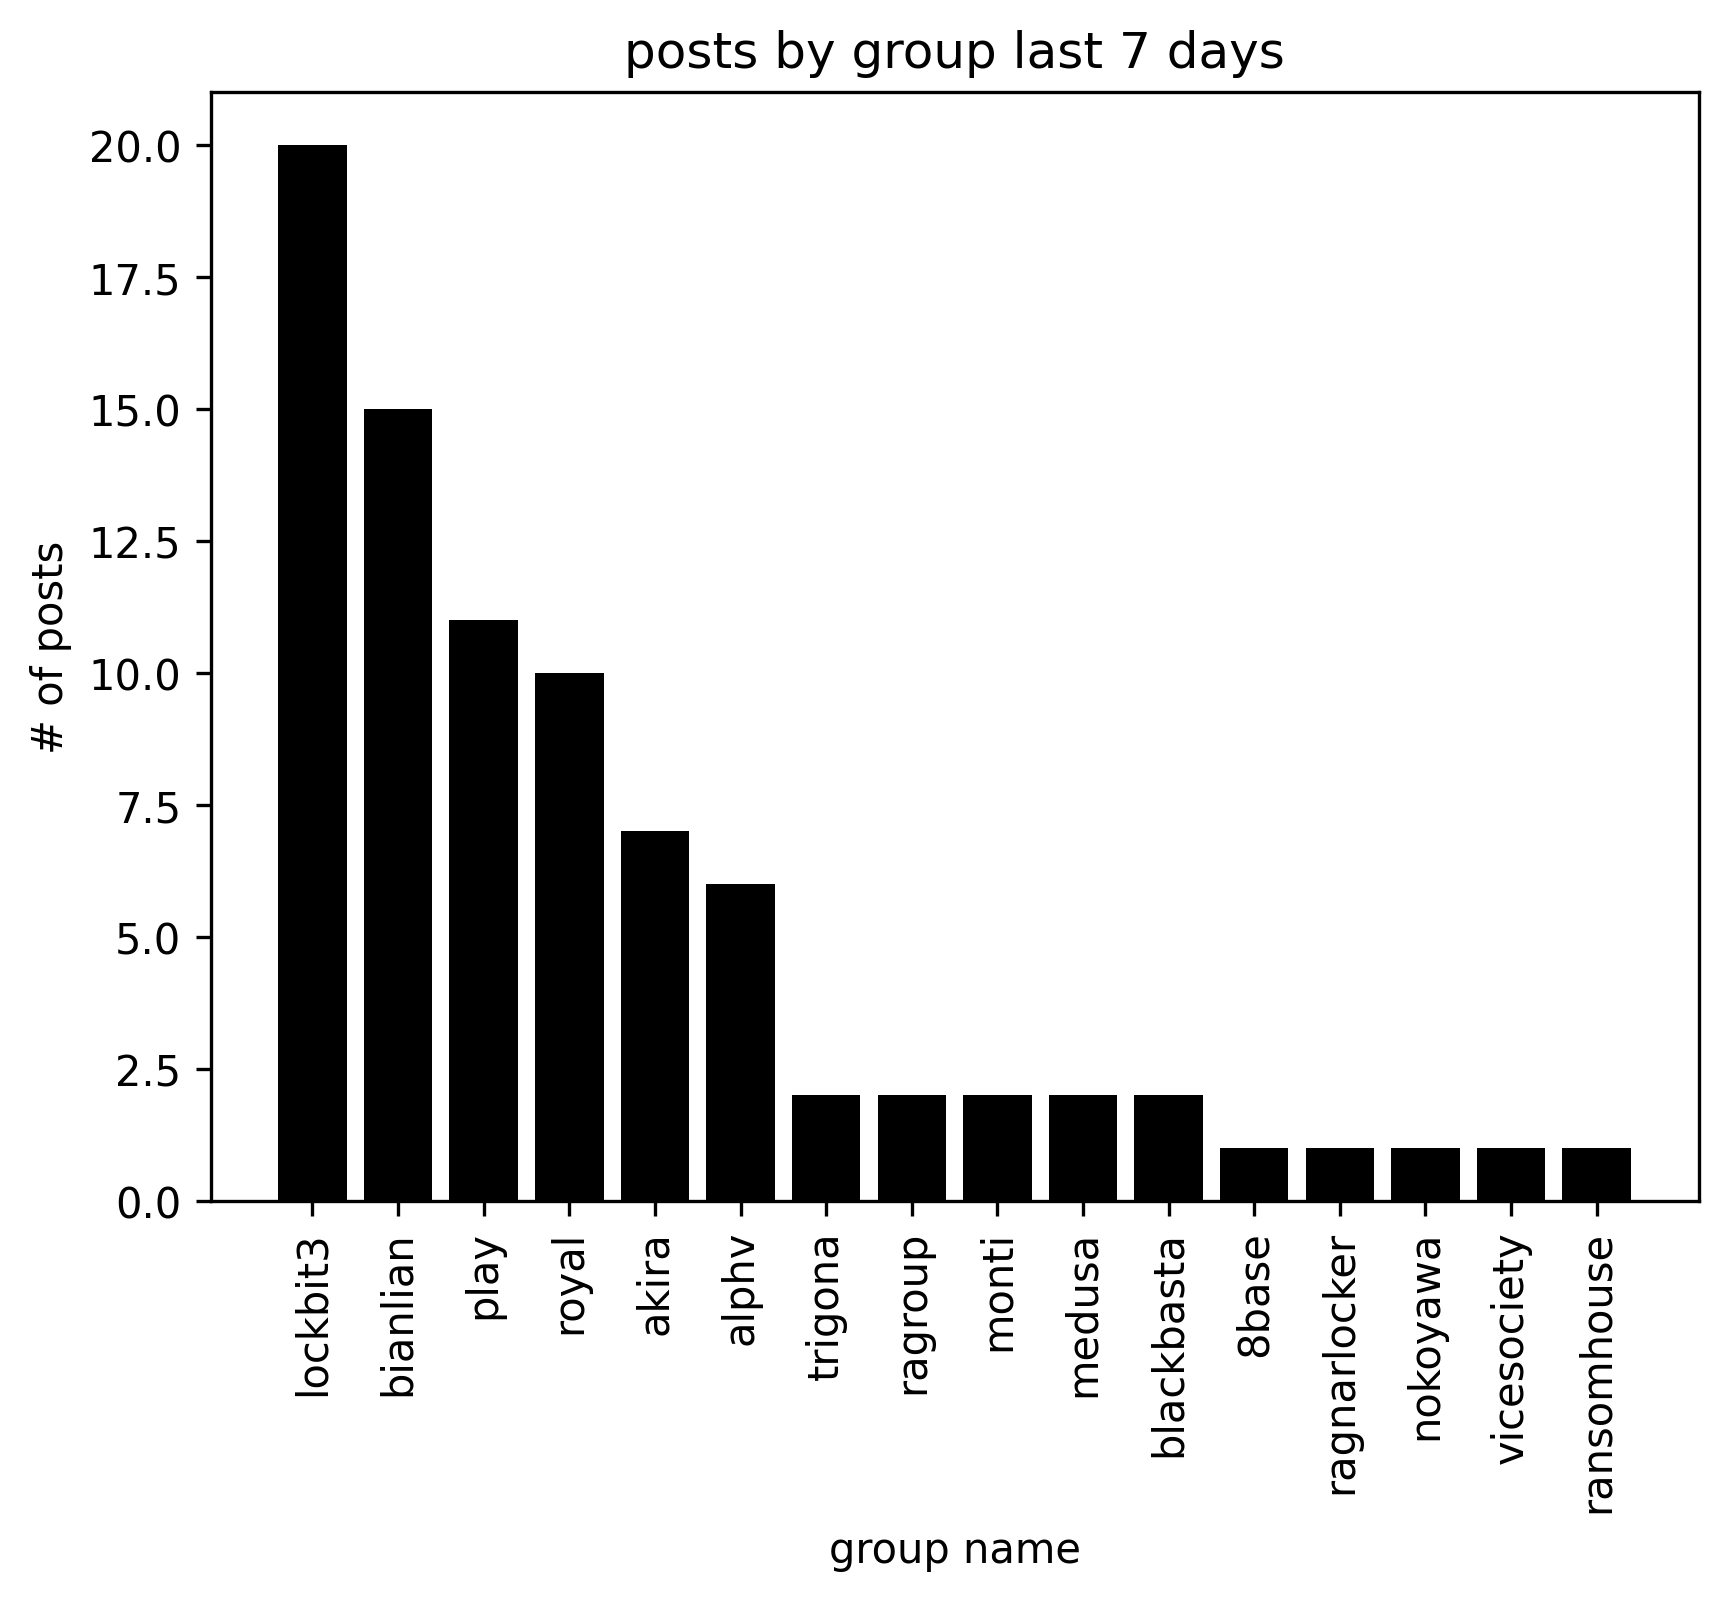 posts by group last 7 days
20.0
17.5
15.0
12.5
10.0
7.5
5.0
2.5
0.0
# of posts
lockbit3
bianlian
play
royal
akira
alphv
trigona
ragroup
monti
medusa
blackbasta
8base
ragnarlocker
nokoyawa
vicesociety
ransomhouse
group name